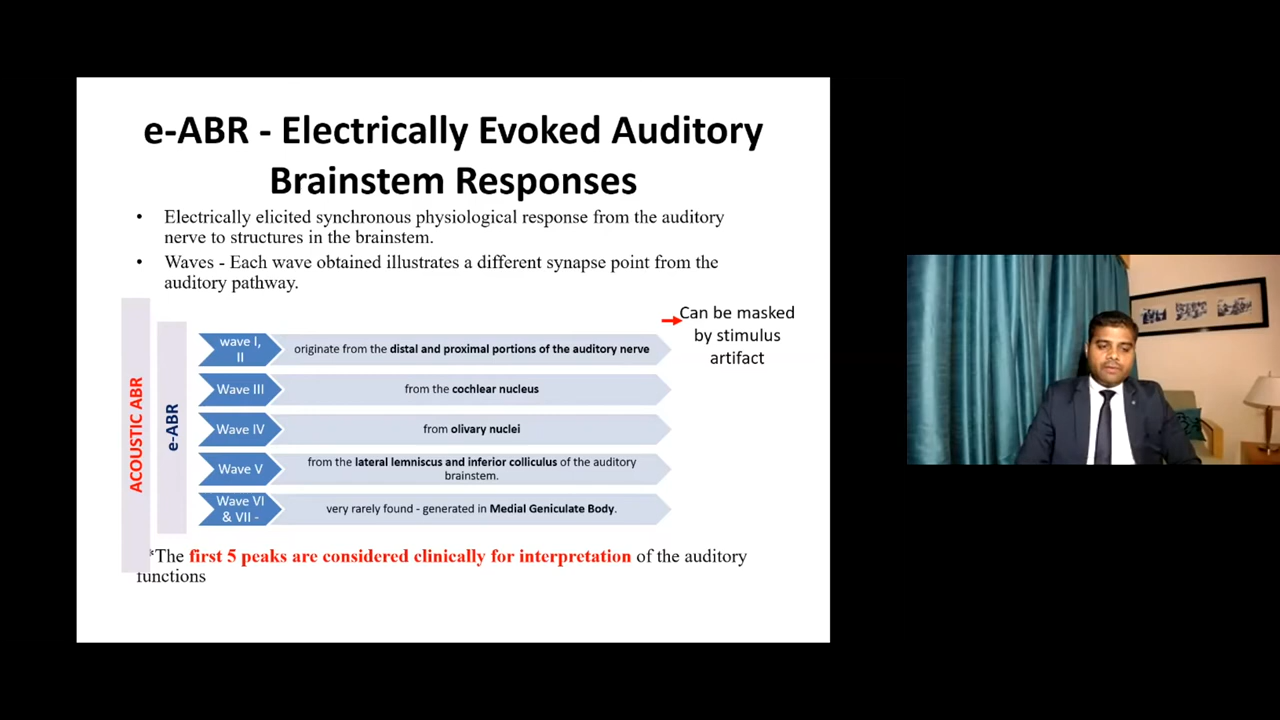 e-ABR - Electrically Evoked Auditory
Brainstem Responses
• Electrically elicited synchronous physiological response from the auditory
nerve to structures in the brainstem.
• Waves - Each wave obtained illustrates a different synapse point from the
auditory pathway.
Can be masked
by stimulus
artifact
ACOUSTIC ABR
e-ABR
wave I,
II
originate from the distal and proximal portions of the auditory nerve
Wave III
from the cochlear nucleus
Wave IV
from olivary nuclei
Wave V
from the lateral lemniscus and inferior colliculus of the auditory
brainstem.
Wave VI
& VII -
very rarely found - generated in Medial Geniculate Body.
*The first 5 peaks are considered clinically for interpretation of the auditory
functions